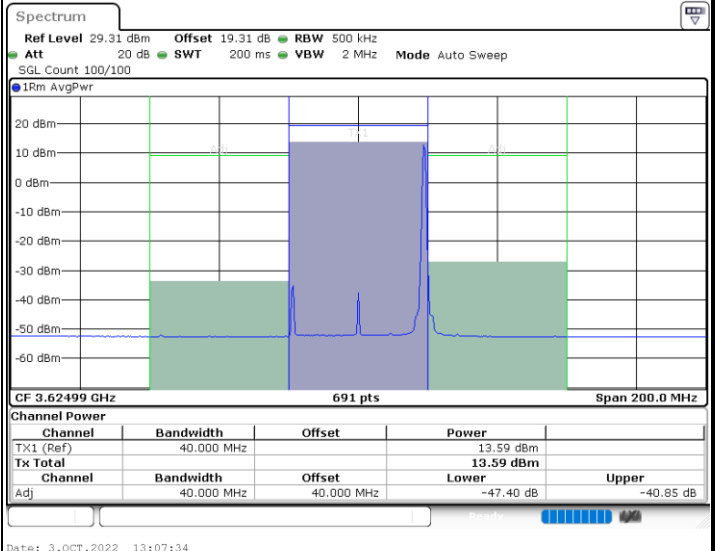 Spectrum
Ref Level 29.31 dBm Offset 19.31 dB RBW 500 kHz
Att 20 dB SWT 200 ms VBW 2 MHz Mode Auto Sweep
SGL Count 100/100
1Rm AvgPwr
20 dBm
TX1
10 dBm
Adj
Adj
0 dBm
-10 dBm
-20 dBm
-30 dBm
-40 dBm
-50 dBm
-60 dBm
CF 3.62499 GHz 691 pts Span 200.0 MHz
Channel Power
Channel Bandwidth Offset Power
TX1 (Ref) 40.000 MHz 13.59 dBm
Tx Total 13.59 dBm
Channel Bandwidth Offset Lower Upper
Adj 40.000 MHz 40.000 MHz -47.40 dB -40.85 dB
Ready
Date: 3.OCT.2022 13:07:34